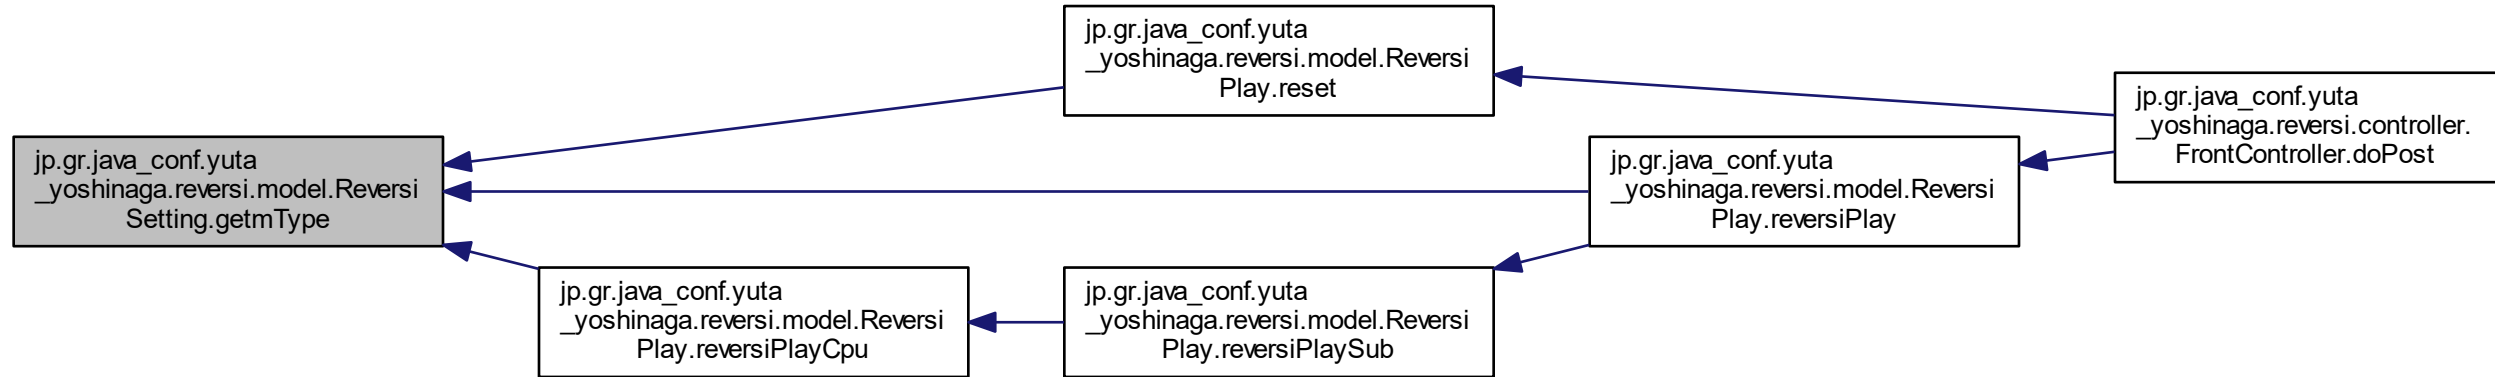 jp.gr.java_conf.yuta
_yoshinaga.reversi.model.Reversi
Setting.getmType
jp.gr.java_conf.yuta
_yoshinaga.reversi.model.Reversi
Play.reset
jp.gr.java_conf.yuta
_yoshinaga.reversi.controller.
FrontController.doPost
jp.gr.java_conf.yuta
_yoshinaga.reversi.model.Reversi
Play.reversiPlay
jp.gr.java_conf.yuta
_yoshinaga.reversi.model.Reversi
Play.reversiPlayCpu
jp.gr.java_conf.yuta
_yoshinaga.reversi.model.Reversi
Play.reversiPlaySub